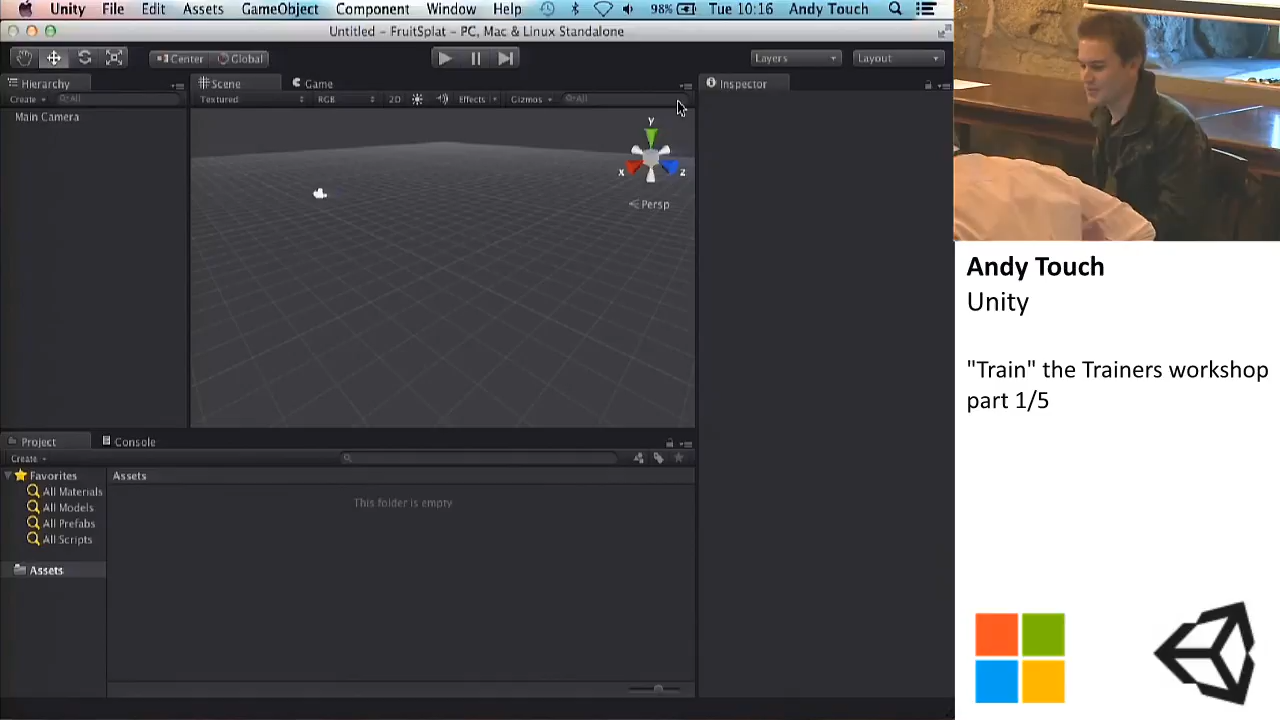 Unity File Edit Assets GameObject Component Window Help 98% Tue 10:16 Andy Touch
Untitled – FruitSplat – PC, Mac & Linux Standalone
Center Global Layers Layout
Hierarchy Scene Game Inspector
Create All Textured RGB 2D Effects Gizmos All
Main Camera
y
x z
Persp
Project Console
Create
Favorites Assets
All Materials
All Models
All Prefabs
All Scripts
This folder is empty
Assets
Andy Touch
Unity
"Train" the Trainers workshop
part 1/5